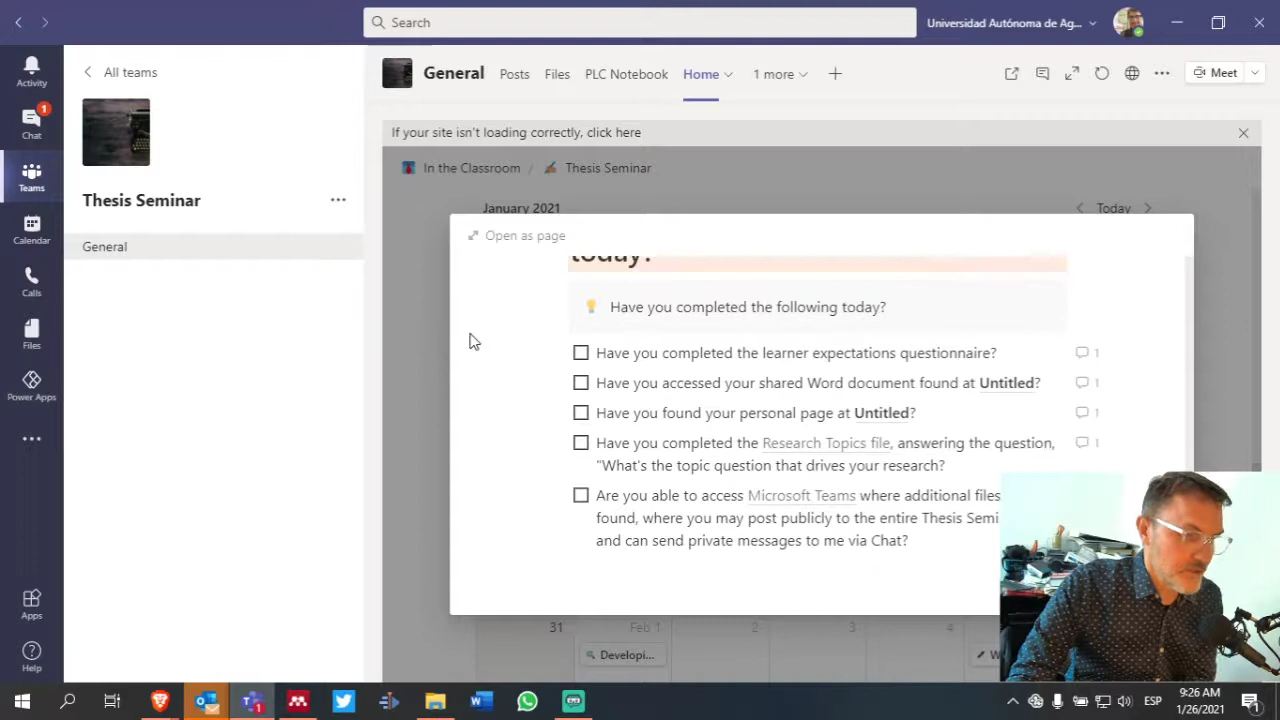 Search
Universidad Autónoma de Ag...
Activity
Chat
1
Teams
Calendar
Calls
Files
Power Apps
Apps
Help
All teams
Thesis Seminar
General
General
Posts
Files
PLC Notebook
Home
1 more
Meet
If your site isn't loading correctly, click here
In the Classroom / Thesis Seminar
January 2021
Today
Open as page
today?
Have you completed the following today?
Have you completed the learner expectations questionnaire?
1
Have you accessed your shared Word document found at Untitled?
1
Have you found your personal page at Untitled?
1
Have you completed the Research Topics file, answering the question,
1
"What's the topic question that drives your research?
Are you able to access Microsoft Teams where additional files
found, where you may post publicly to the entire Thesis Semi
and can send private messages to me via Chat?
31
Feb 1
2
3
4
Developi...
W
ESP
9:26 AM
1/26/2021
1